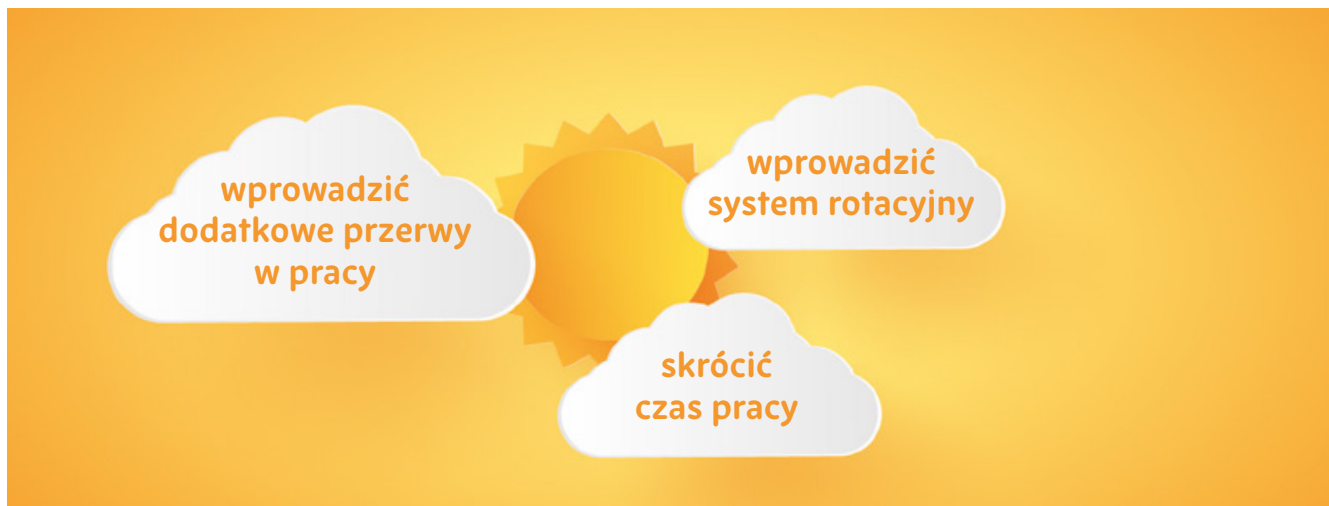 wprowadzić
dodatkowe przerwy
w pracy
wprowadzić
system rotacyjny
skrócić
czas pracy